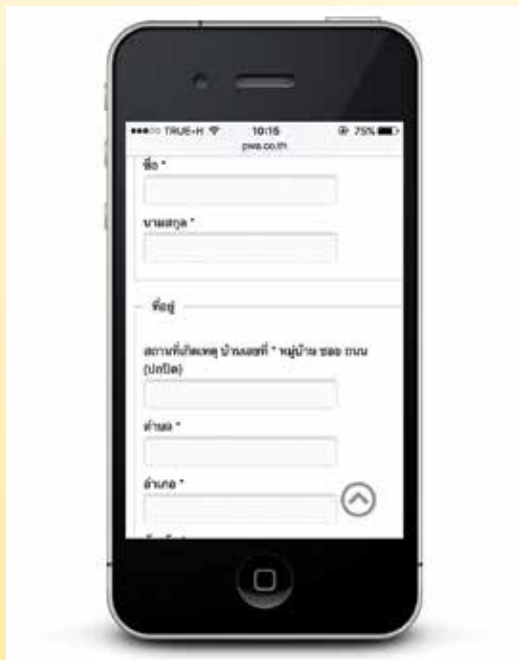 TRUE-H 10:15 75%
pwa.co.th
ชื่อ *
นามสกุล *
ที่อยู่
สถานที่เกิดเหตุ บ้านเลขที่ * หมู่บ้าน ซอย ถนน
(ปกปิด)
ตำบล *
อำเภอ *